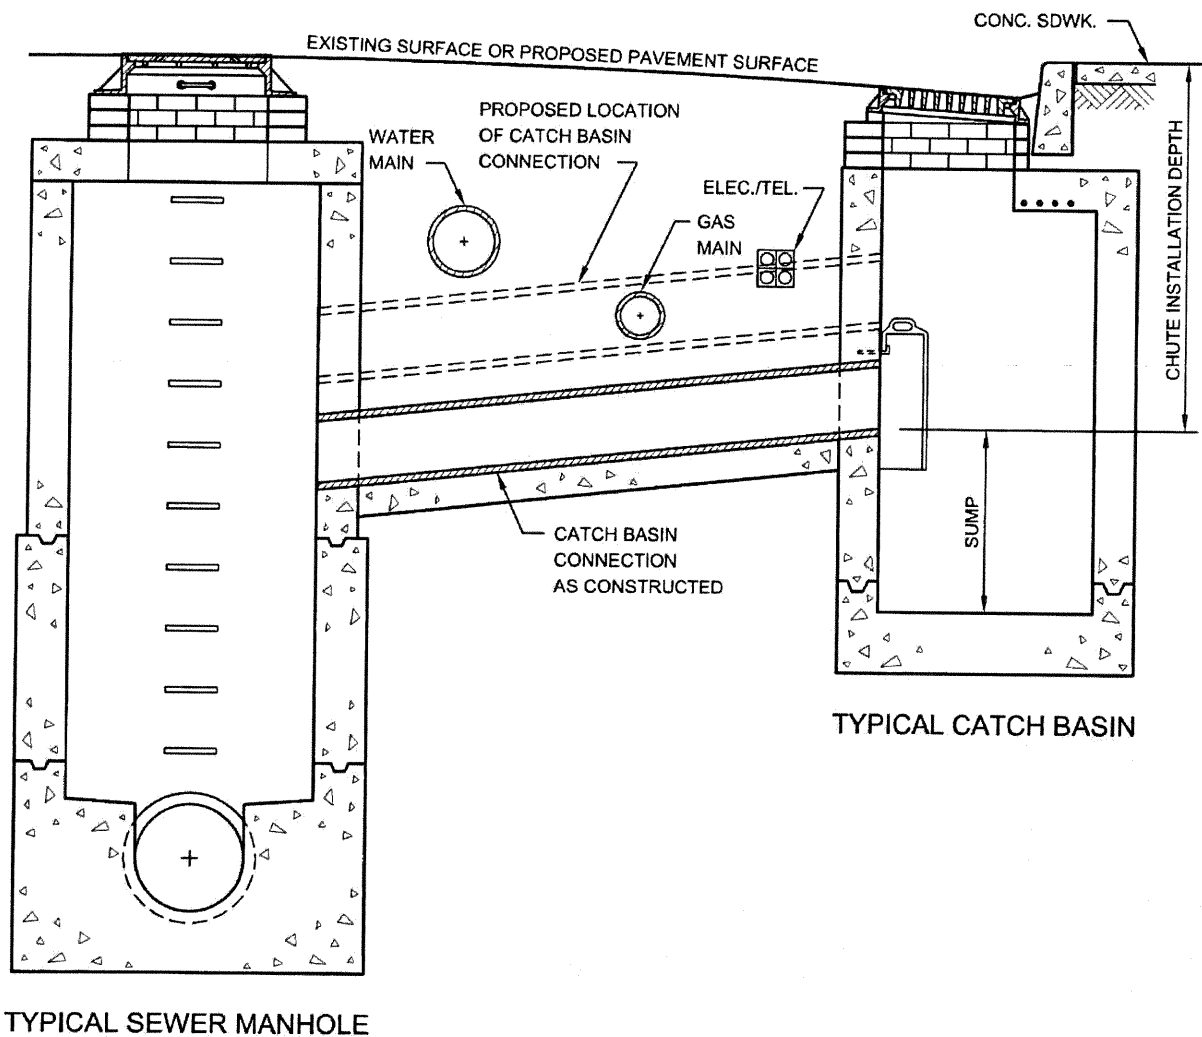 CONC. SDWK.
EXISTING SURFACE OR PROPOSED PAVEMENT SURFACE
PROPOSED LOCATION
OF CATCH BASIN
CONNECTION
WATER
MAIN
ELEC./TEL.
GAS
MAIN
CHUTE INSTALLATION DEPTH
SUMP
CATCH BASIN
CONNECTION
AS CONSTRUCTED
TYPICAL CATCH BASIN
TYPICAL SEWER MANHOLE